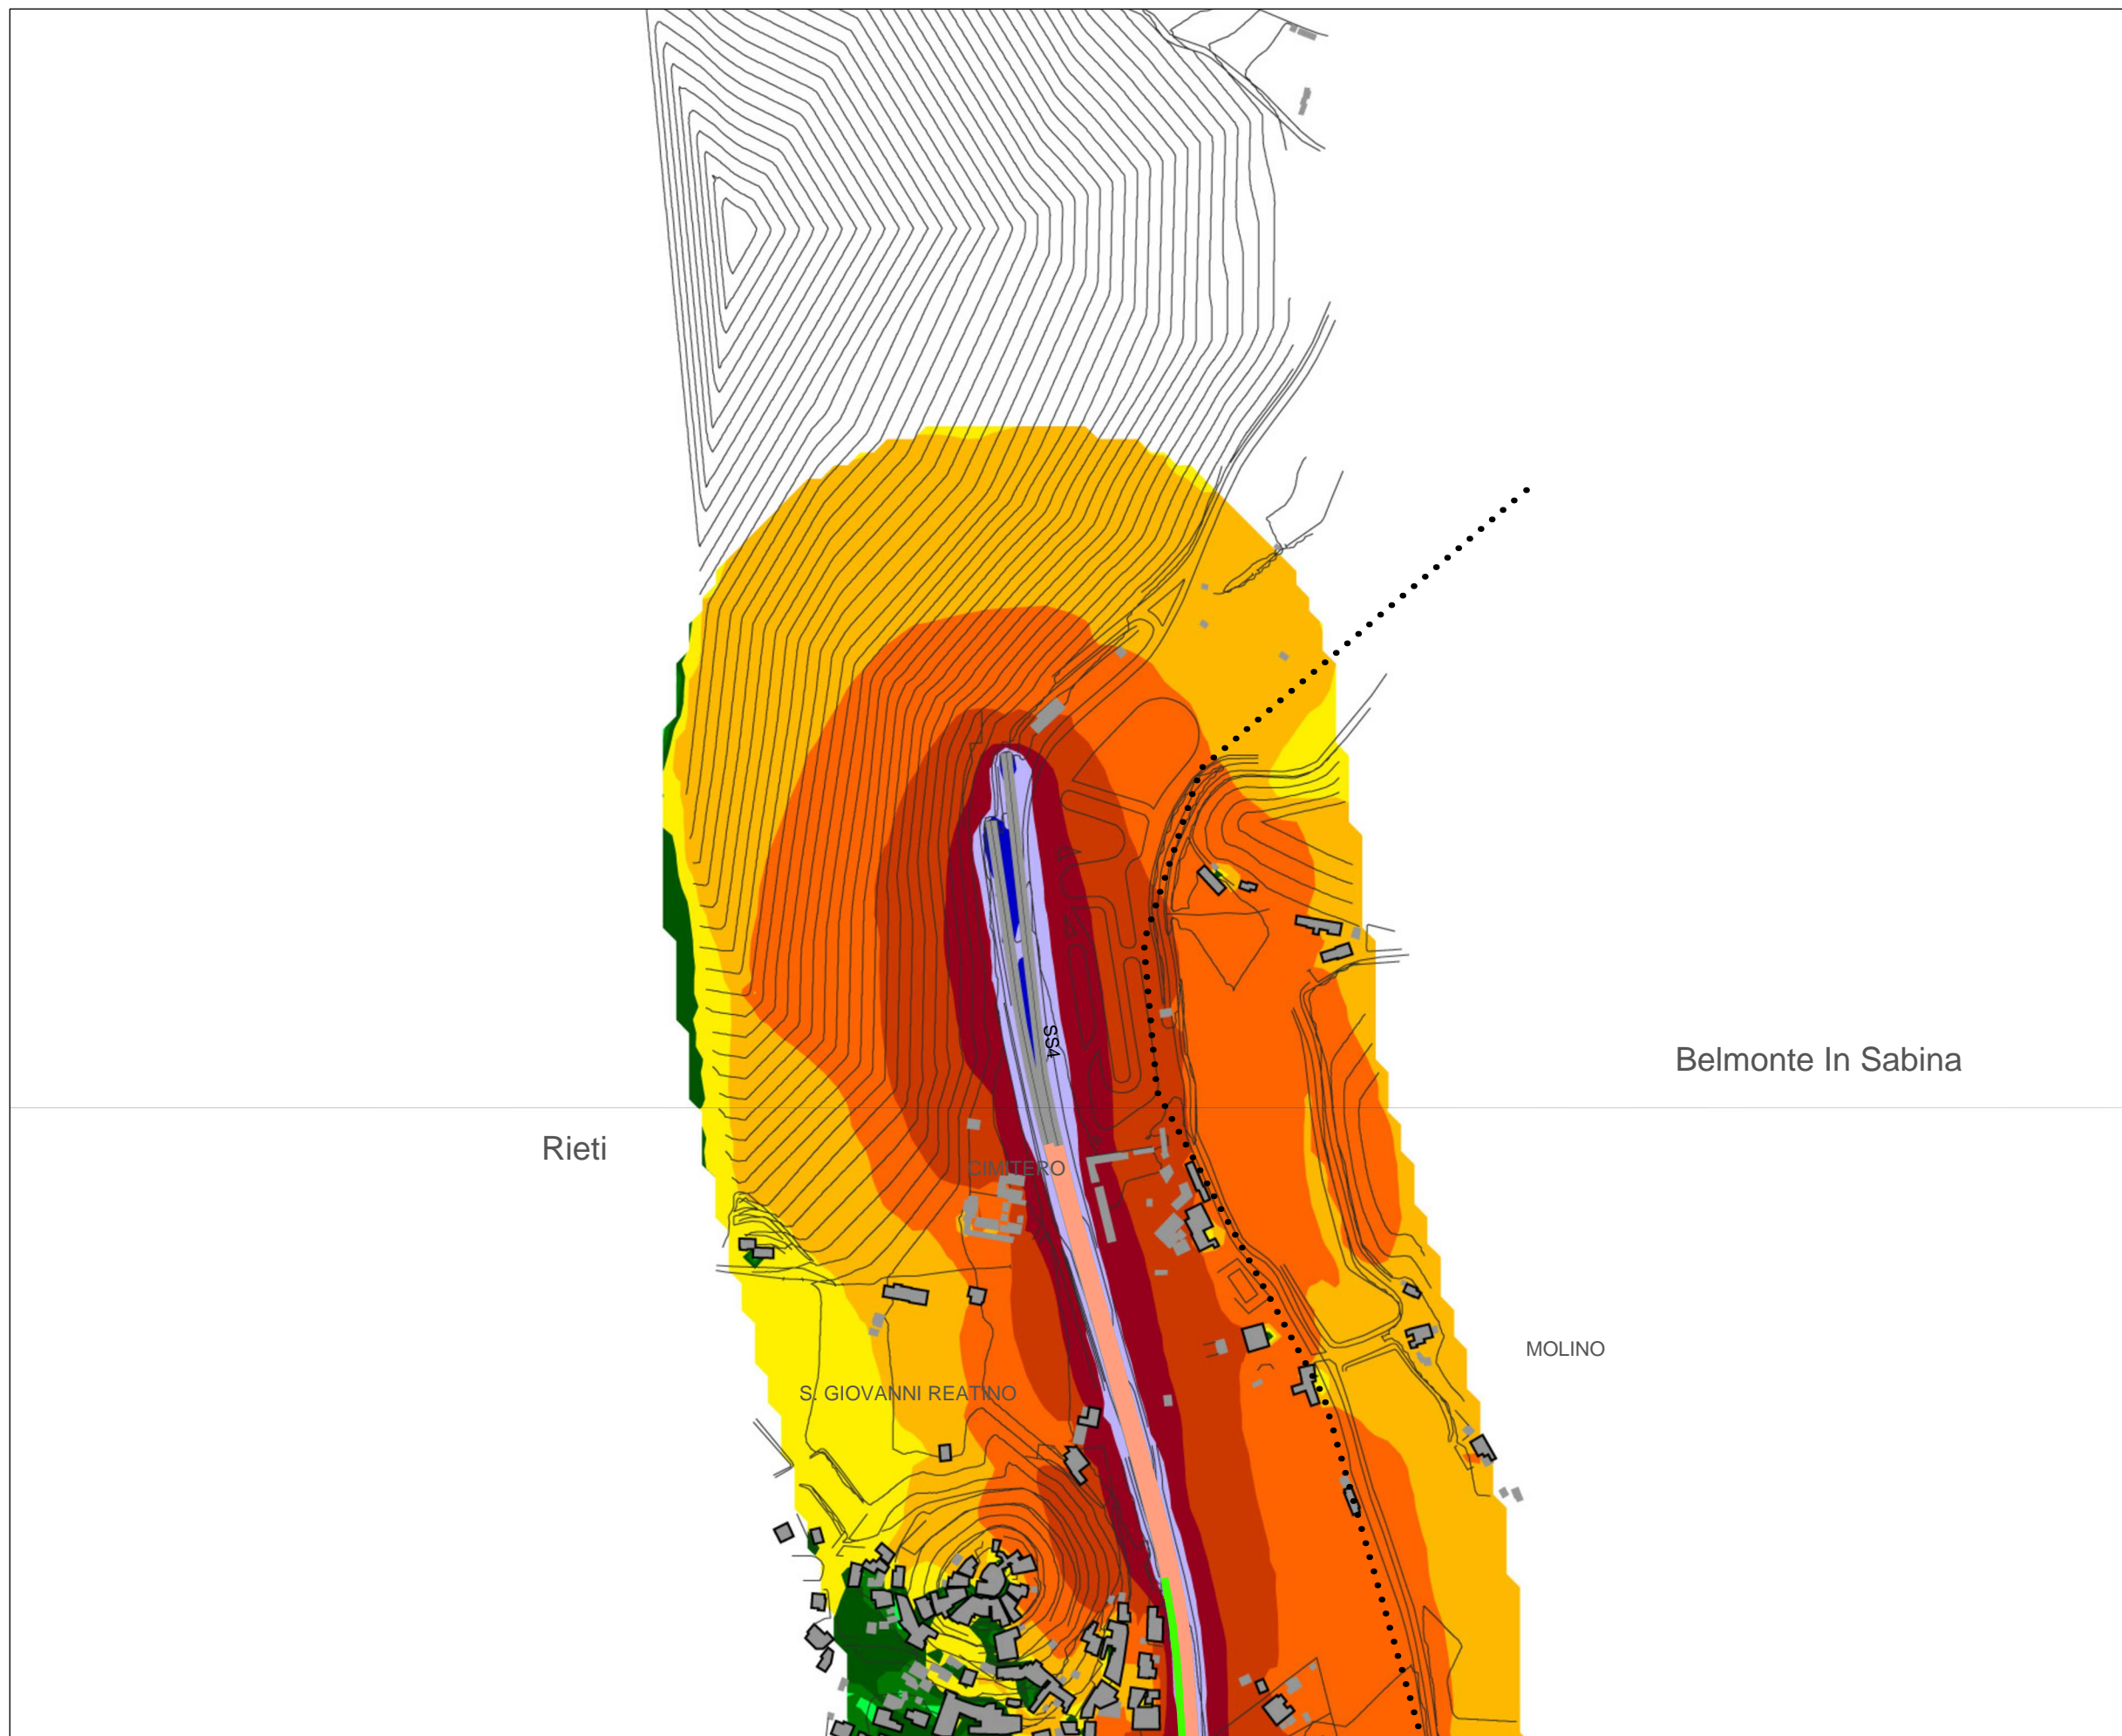 SS4
Belmonte In Sabina
Rieti
CIMITERO
MOLINO
S. GIOVANNI REATINO